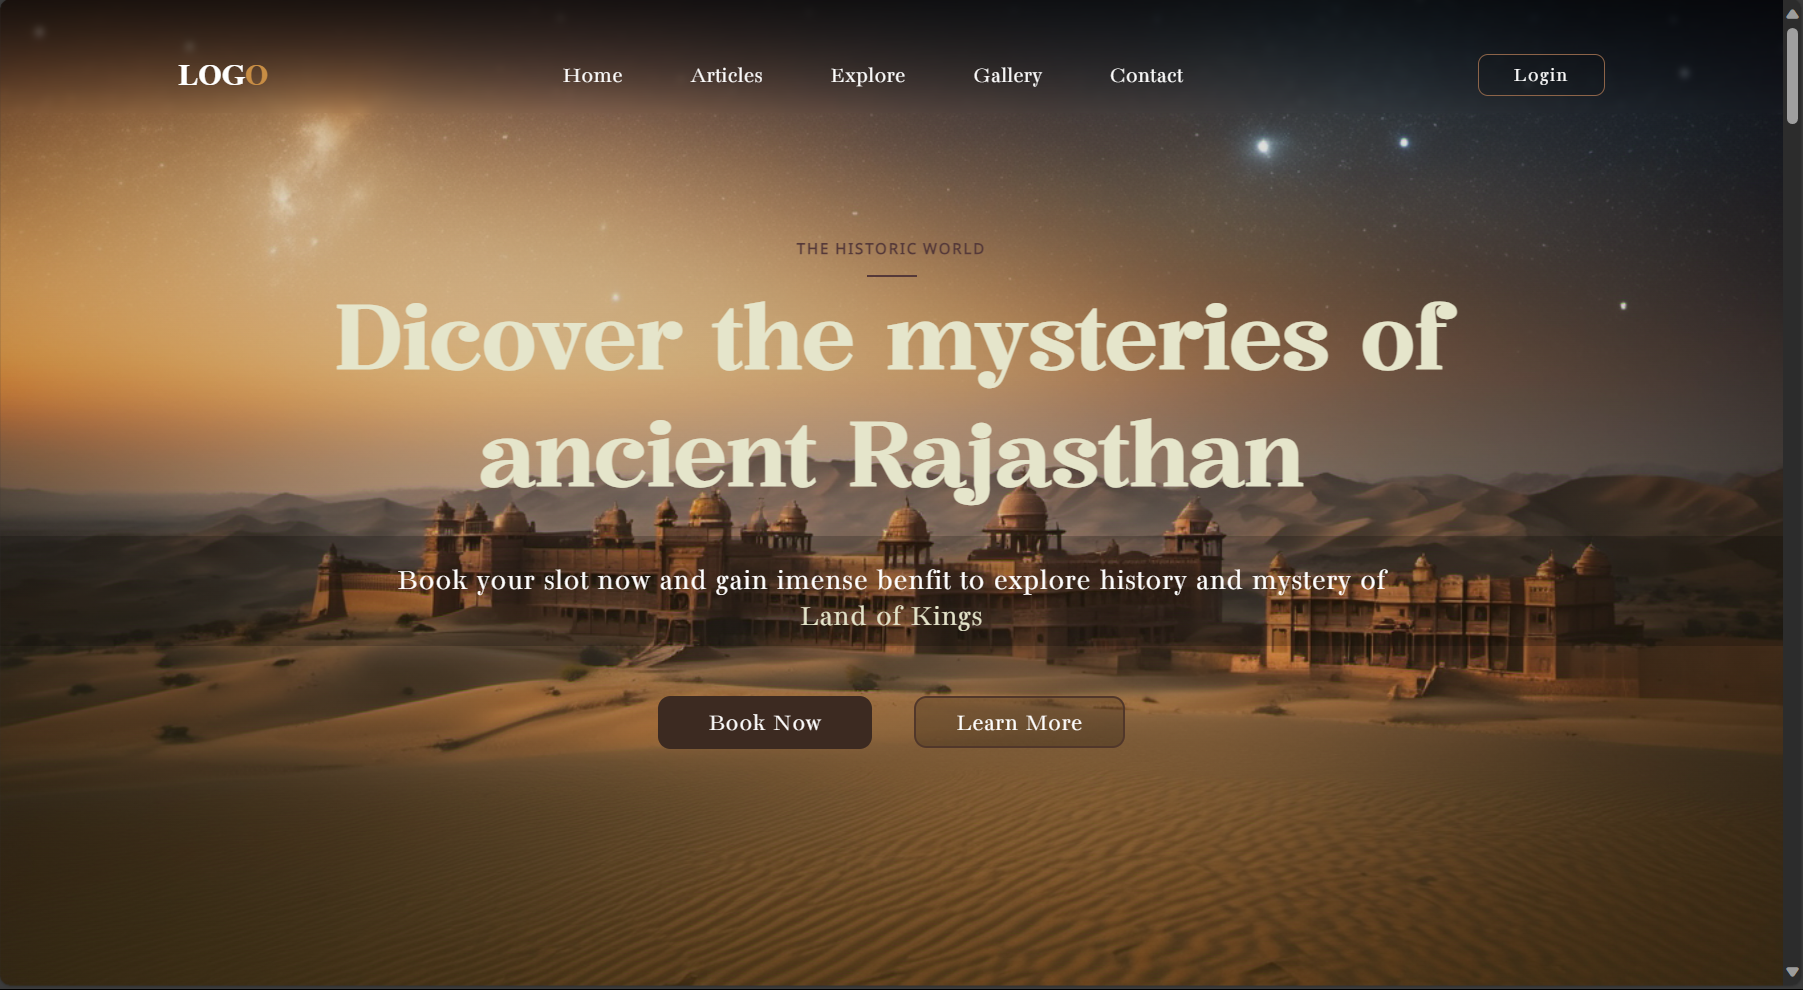 LOGO
Home Articles Explore Gallery Contact
Login
THE HISTORIC WORLD
Dicover the mysteries of
ancient Rajasthan
Book your slot now and gain imense benfit to explore history and mystery of
Land of Kings
Book Now
Learn More